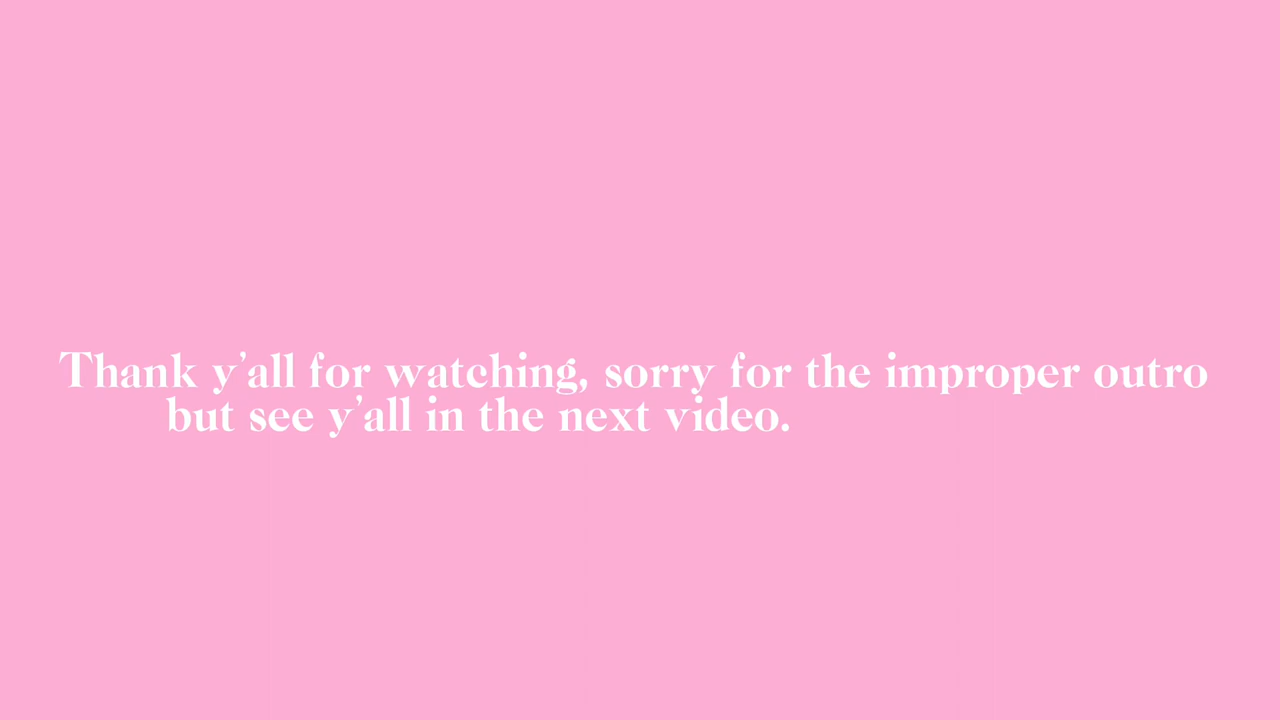 Thank y'all for watching, sorry for the improper outro
but see y'all in the next video.